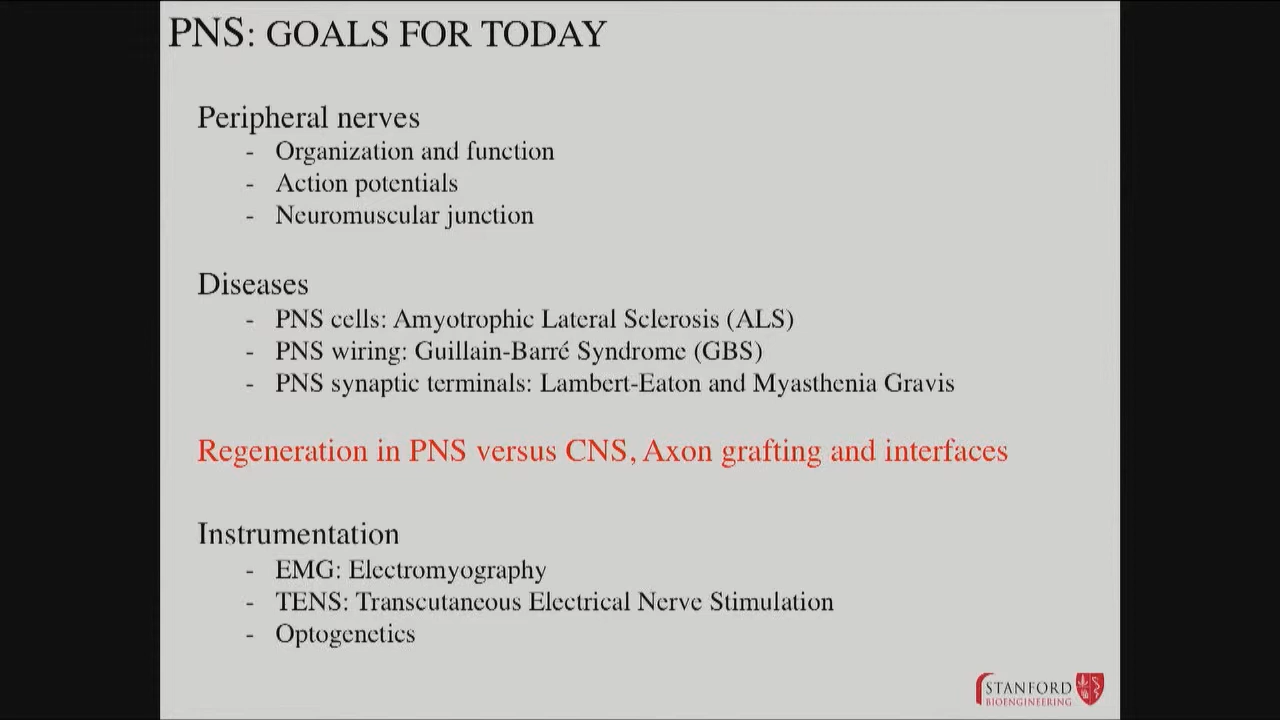 PNS: GOALS FOR TODAY
Peripheral nerves
- Organization and function
- Action potentials
- Neuromuscular junction
Diseases
- PNS cells: Amyotrophic Lateral Sclerosis (ALS)
- PNS wiring: Guillain-Barré Syndrome (GBS)
- PNS synaptic terminals: Lambert-Eaton and Myasthenia Gravis
Regeneration in PNS versus CNS, Axon grafting and interfaces
Instrumentation
- EMG: Electromyography
- TENS: Transcutaneous Electrical Nerve Stimulation
- Optogenetics
STANFORD
BIOENGINEERING